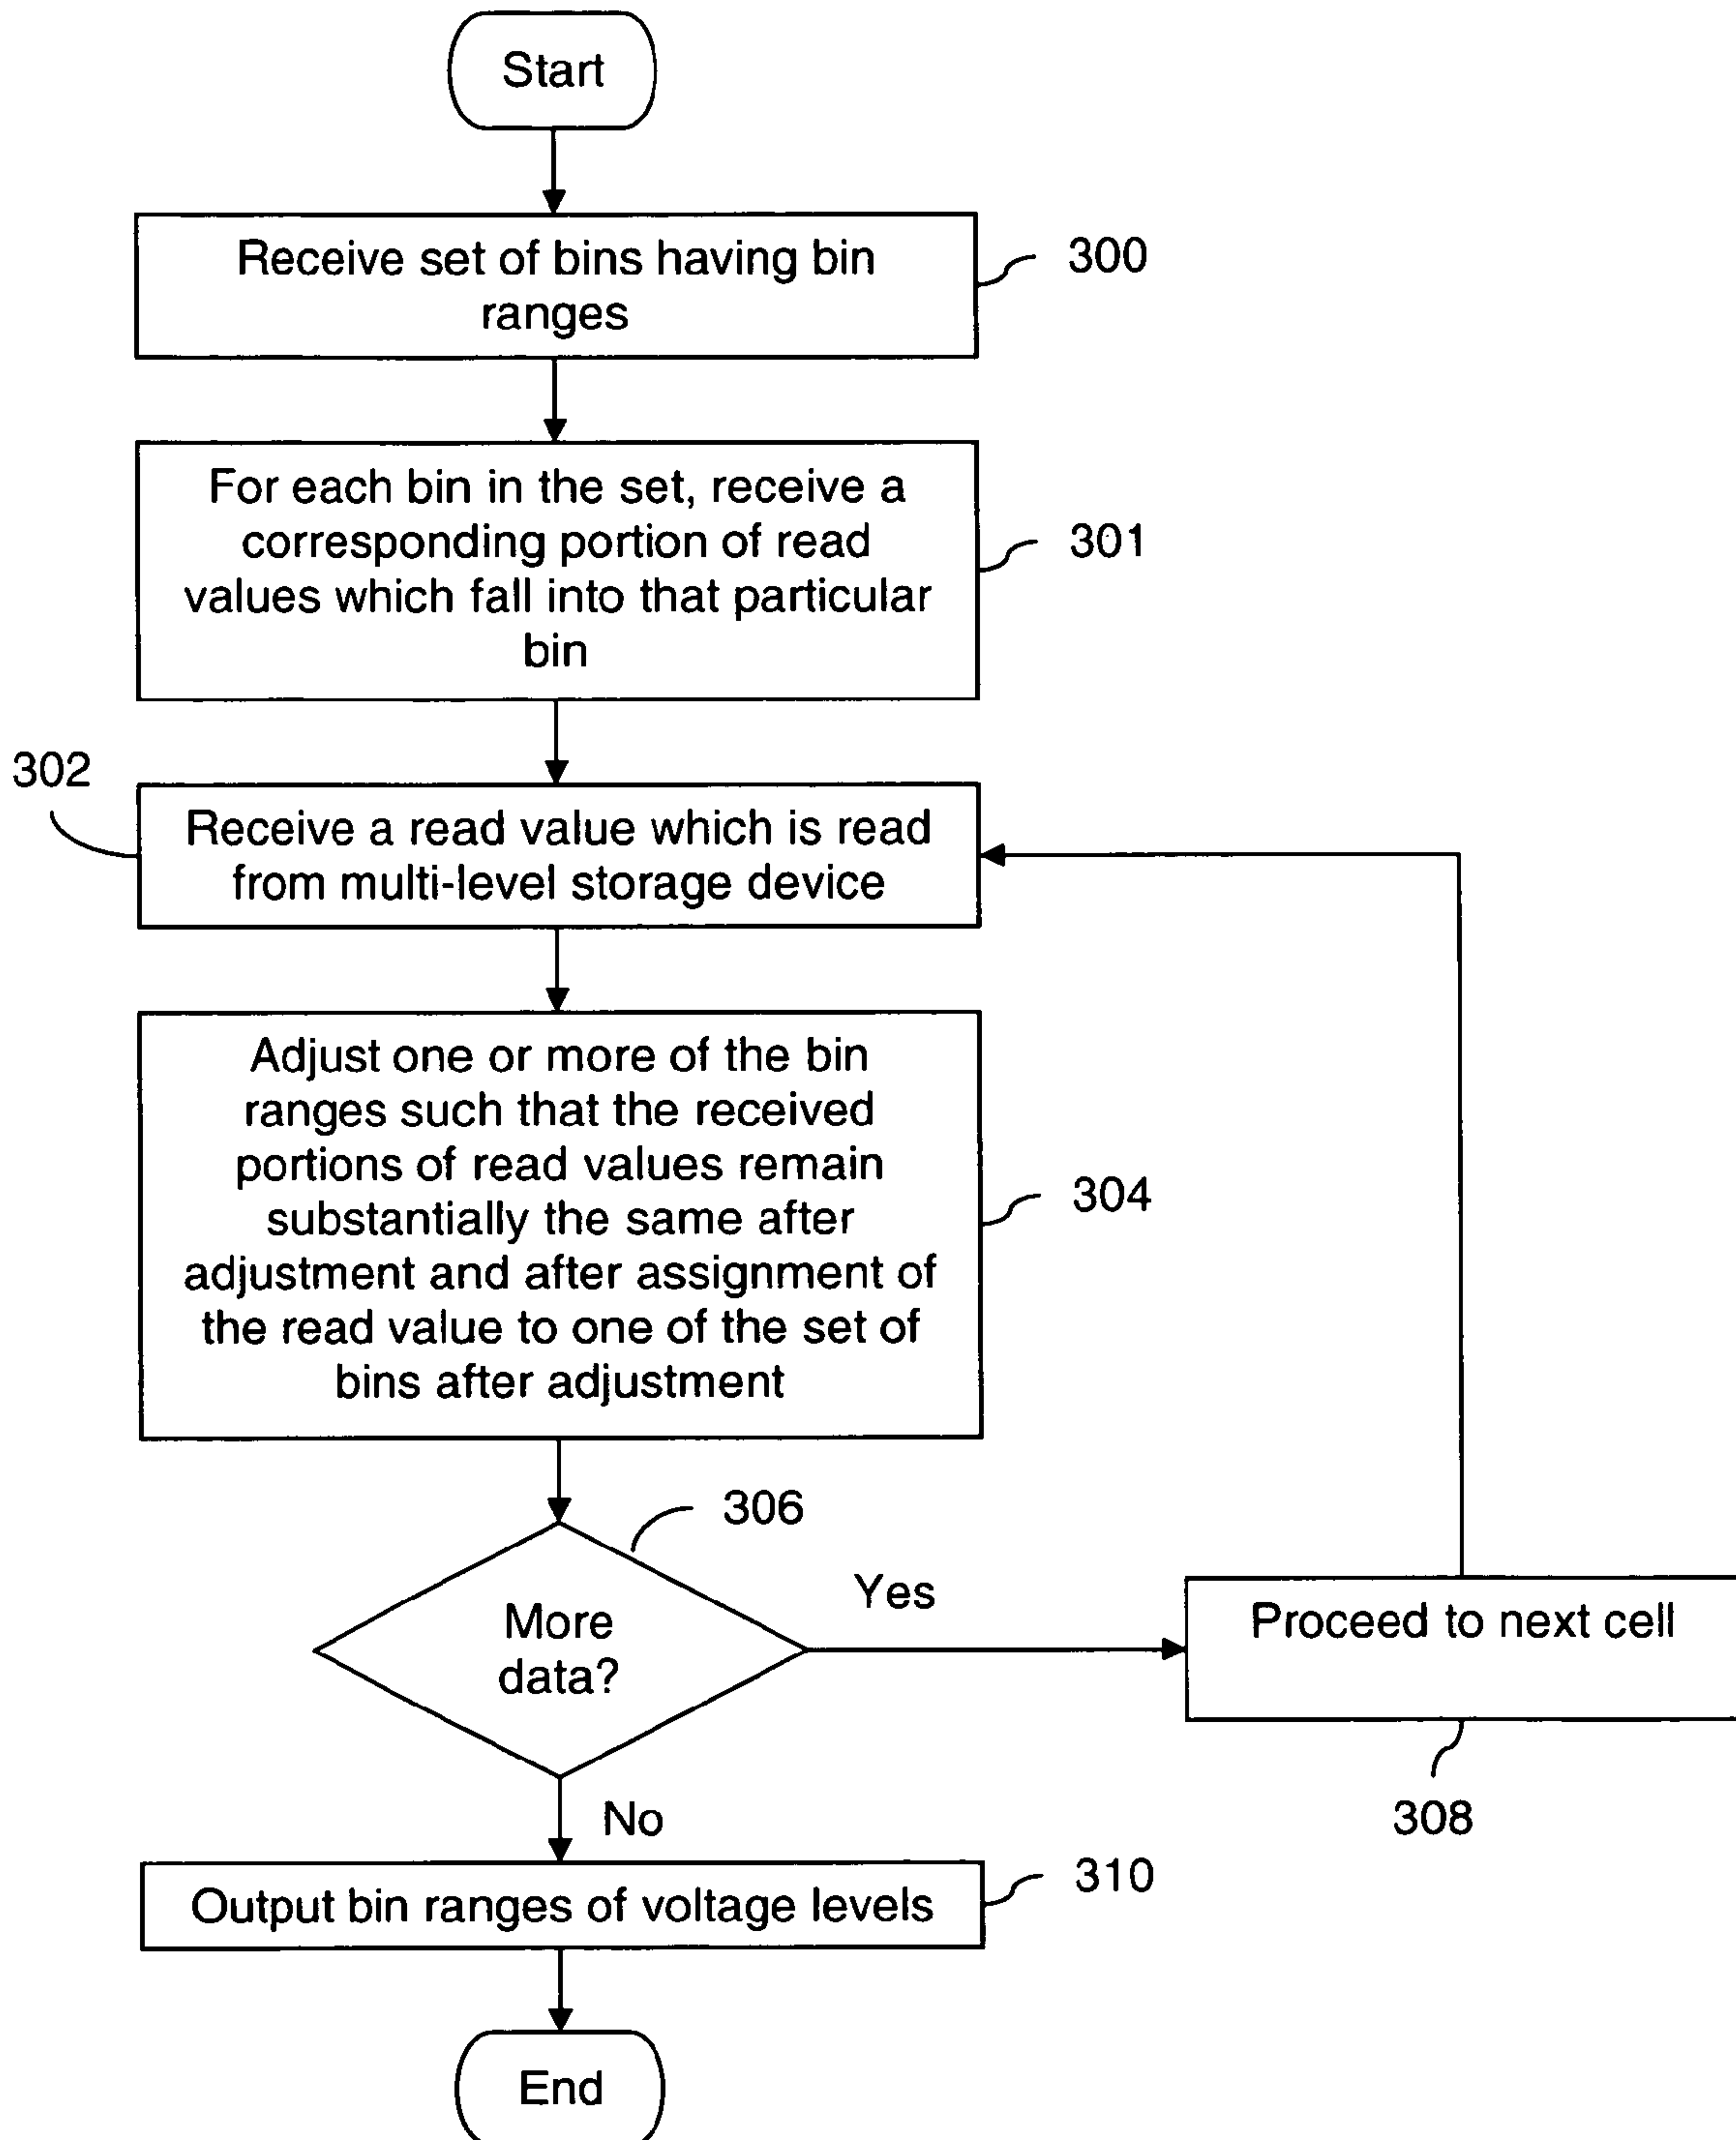 Start
Receive set of bins having bin
ranges
300
For each bin in the set, receive a
corresponding portion of read
values which fall into that particular
bin
301
302
Receive a read value which is read
from multi-level storage device
Adjust one or more of the bin
ranges such that the received
portions of read values remain
substantially the same after
adjustment and after assignment of
the read value to one of the set of
bins after adjustment
304
306
More
data?
Yes
Proceed to next cell
308
No
Output bin ranges of voltage levels
310
End